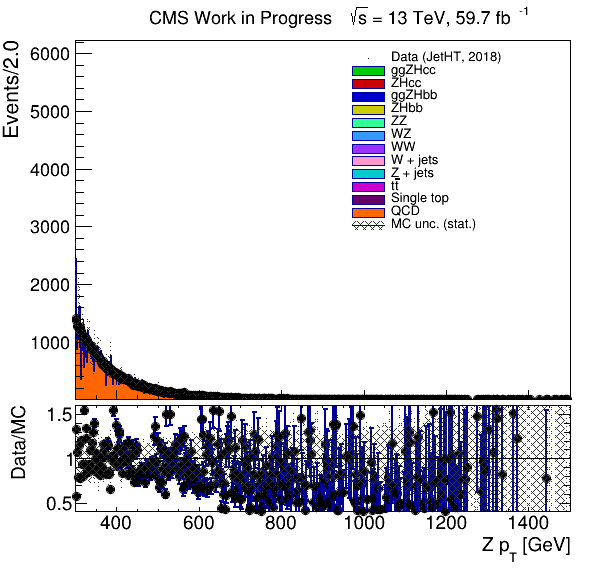 CMS Work in Progress √s = 13 TeV, 59.7 fb⁻¹
Events/2.0
6000
5000
4000
3000
2000
1000
Data (JetHT, 2018)
ggZHcc
ZHcc
ggZHbb
ZHbb
ZZ
WZ
WW
W + jets
Z + jets
tt̅
Single top
QCD
MC unc. (stat.)
Data/MC
1.5
1
0.5
400 600 800 1000 1200 1400
Z p_T [GeV]